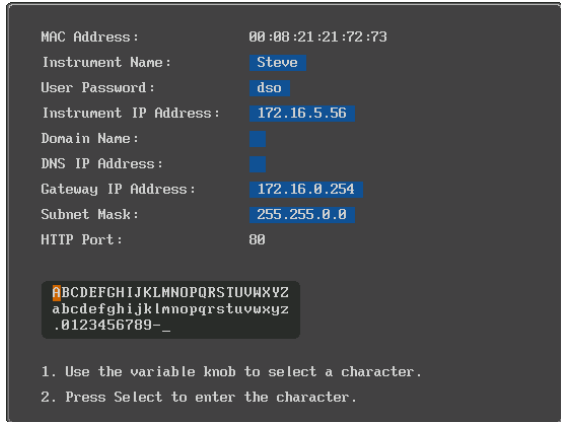 MAC Address: 00:08:21:21:72:73
Instrument Name: Steve
User Password: dso
Instrument IP Address: 172.16.5.56
Domain Name:
DNS IP Address:
Gateway IP Address: 172.16.0.254
Subnet Mask: 255.255.0.0
HTTP Port: 80
ABCDEFGHIJKLMNOPQRSTUVWXYZ
abcdefghijklmnopqrstuvwxyz
.0123456789-_
1. Use the variable knob to select a character.
2. Press Select to enter the character.